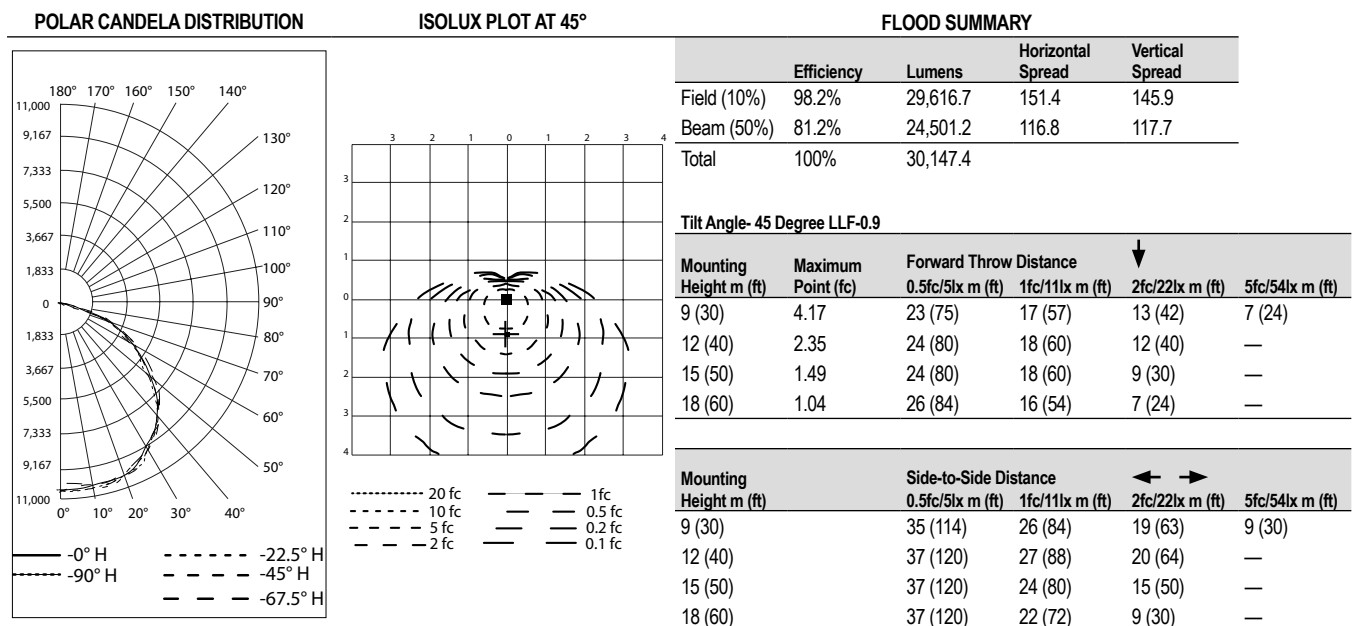 POLAR CANDELA DISTRIBUTION
180° 170° 160° 150° 140°
130°
120°
110°
100°
90°
80°
70°
60°
50°
11,000
9,167
7,333
5,500
3,667
1,833
0
1,833
3,667
5,500
7,333
9,167
11,000
0° 10° 20° 30° 40°
-0° H
-90° H
-22.5° H
-45° H
-67.5° H
ISOLUX PLOT AT 45°
3 2 1 0 1 2 3 4
3
2
1
0
1
2
3
4
20 fc
10 fc
5 fc
2 fc
1fc
0.5 fc
0.2 fc
0.1 fc
FLOOD SUMMARY
Efficiency Lumens Horizontal Spread Vertical Spread
Field (10%) 98.2% 29,616.7 151.4 145.9
Beam (50%) 81.2% 24,501.2 116.8 117.7
Total 100% 30,147.4
Tilt Angle- 45 Degree LLF-0.9
Mounting Maximum Forward Throw Distance
Height m (ft) Point (fc) 0.5fc/5lx m (ft) 1fc/11lx m (ft) 2fc/22lx m (ft) 5fc/54lx m (ft)
9 (30) 4.17 23 (75) 17 (57) 13 (42) 7 (24)
12 (40) 2.35 24 (80) 18 (60) 12 (40) —
15 (50) 1.49 24 (80) 18 (60) 9 (30) —
18 (60) 1.04 26 (84) 16 (54) 7 (24) —
Mounting Side-to-Side Distance
Height m (ft) 0.5fc/5lx m (ft) 1fc/11lx m (ft) 2fc/22lx m (ft) 5fc/54lx m (ft)
9 (30) 35 (114) 26 (84) 19 (63) 9 (30)
12 (40) 37 (120) 27 (88) 20 (64) —
15 (50) 37 (120) 24 (80) 15 (50) —
18 (60) 37 (120) 22 (72) 9 (30) —